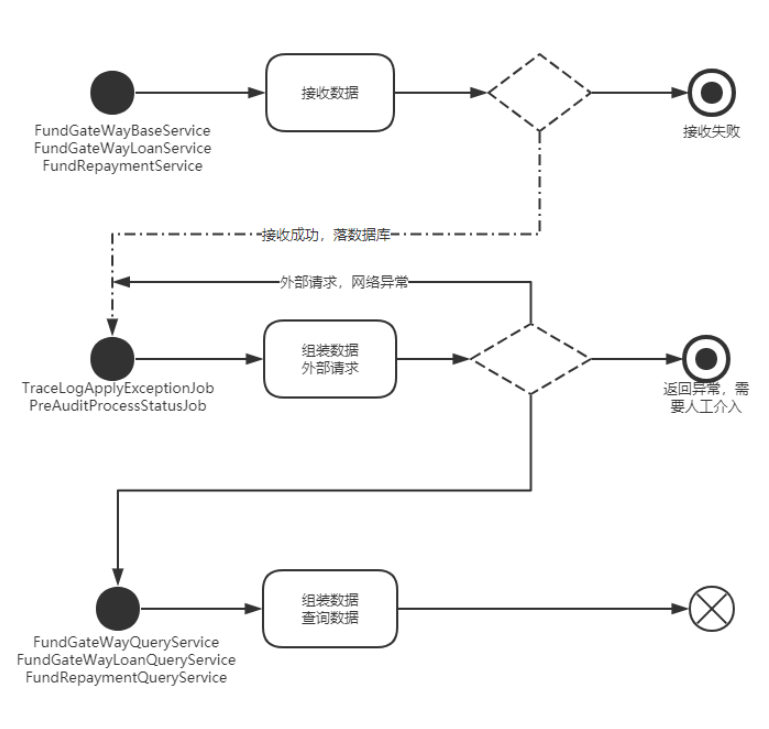 接收数据
FundGateWayBaseService
FundGateWayLoanService
FundRepaymentService
接收失败
接收成功，落数据库
外部请求，网络异常
组装数据
外部请求
TraceLogApplyExceptionJob
PreAuditProcessStatusJob
返回异常，需
要人工介入
组装数据
查询数据
FundGateWayQueryService
FundGateWayLoanQueryService
FundRepaymentQueryService